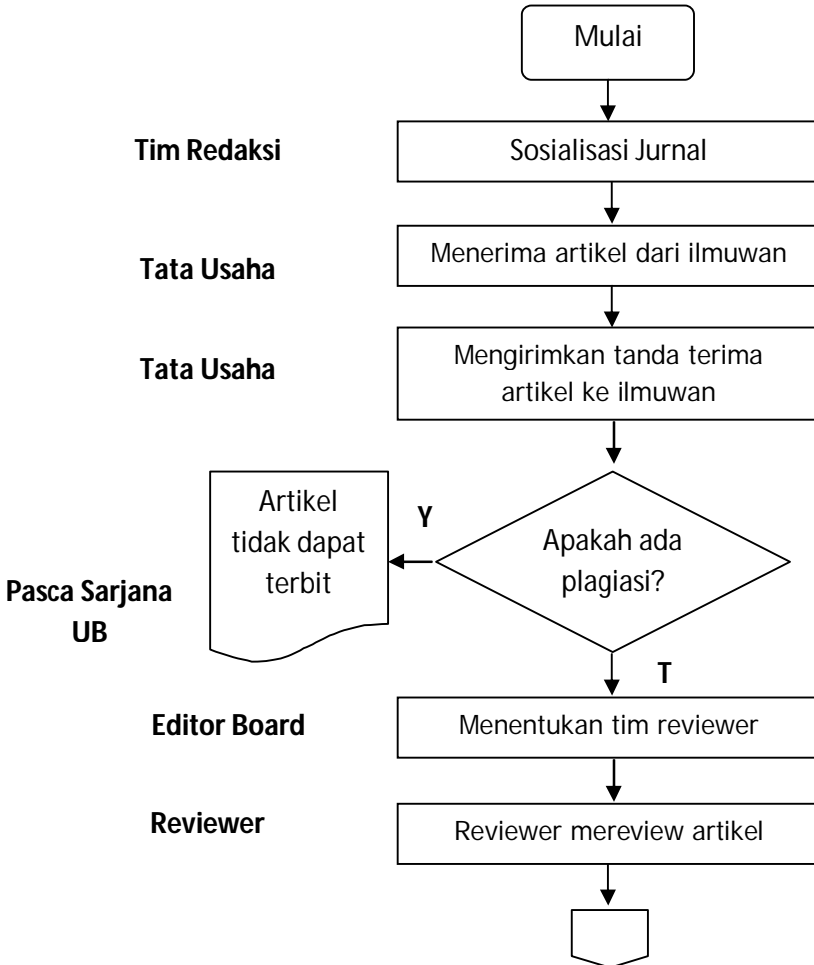 Mulai
Tim Redaksi
Sosialisasi Jurnal
Tata Usaha
Menerima artikel dari ilmuwan
Tata Usaha
Mengirimkan tanda terima
artikel ke ilmuwan
Pasca Sarjana
UB
Artikel
tidak dapat
terbit
Y
Apakah ada
plagiasi?
T
Editor Board
Menentukan tim reviewer
Reviewer
Reviewer mereview artikel